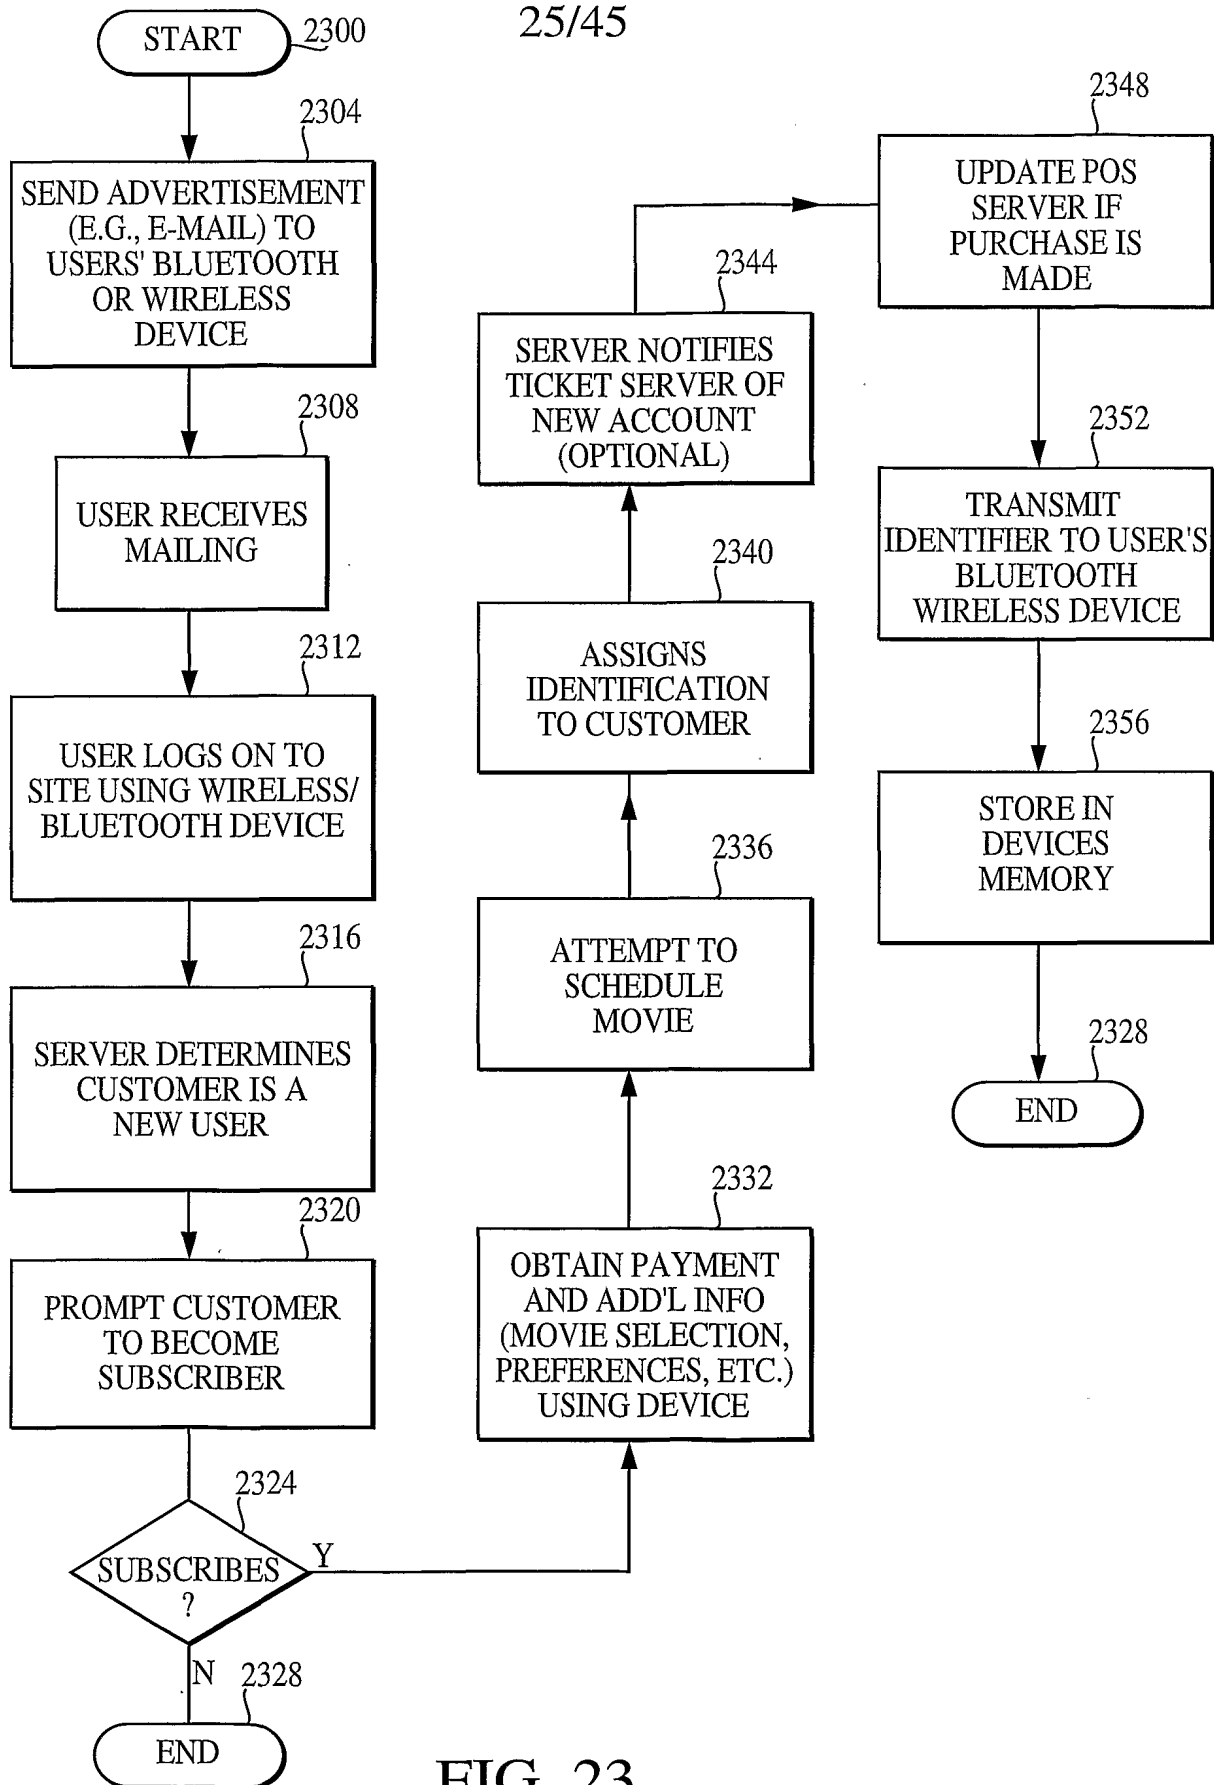 25/45
START
2300
2304
SEND ADVERTISEMENT
(E.G., E-MAIL) TO
USERS' BLUETOOTH
OR WIRELESS
DEVICE
2308
USER RECEIVES
MAILING
2312
USER LOGS ON TO
SITE USING WIRELESS/
BLUETOOTH DEVICE
2316
SERVER DETERMINES
CUSTOMER IS A
NEW USER
2320
PROMPT CUSTOMER
TO BECOME
SUBSCRIBER
2324
SUBSCRIBES
?
Y
N
2328
END
2332
OBTAIN PAYMENT
AND ADD'L INFO
(MOVIE SELECTION,
PREFERENCES, ETC.)
USING DEVICE
2336
ATTEMPT TO
SCHEDULE
MOVIE
2340
ASSIGNS
IDENTIFICATION
TO CUSTOMER
2344
SERVER NOTIFIES
TICKET SERVER OF
NEW ACCOUNT
(OPTIONAL)
2348
UPDATE POS
SERVER IF
PURCHASE IS
MADE
2352
TRANSMIT
IDENTIFIER TO USER'S
BLUETOOTH
WIRELESS DEVICE
2356
STORE IN
DEVICES
MEMORY
2328
END
FIG. 23